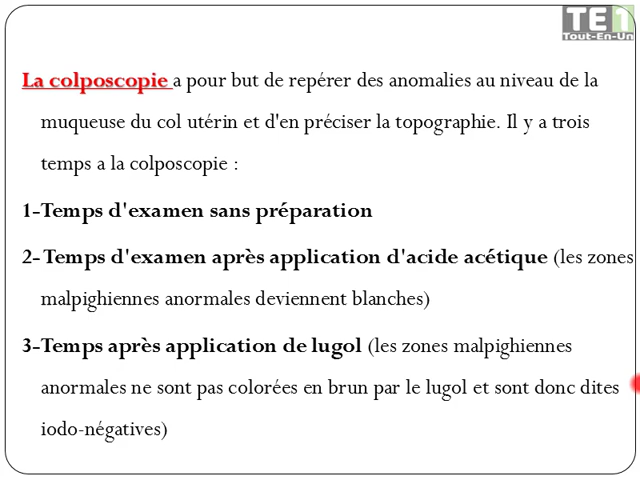 TE1
Tout-En-Un
La colposcopie a pour but de repérer des anomalies au niveau de la
muqueuse du col utérin et d'en préciser la topographie. Il y a trois
temps a la colposcopie :
1-Temps d'examen sans préparation
2- Temps d'examen après application d'acide acétique (les zones
malpighiennes anormales deviennent blanches)
3-Temps après application de lugol (les zones malpighiennes
anormales ne sont pas colorées en brun par le lugol et sont donc dites
iodo-négatives)